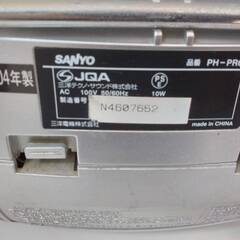 SANYO 品番 PH-PR
04年製
JQA PSE
三洋テクノ・サウンド株式会社
AC 100V 50/60Hz 10W
製造番号
N4607652
三洋電機株式会社 made in CHINA